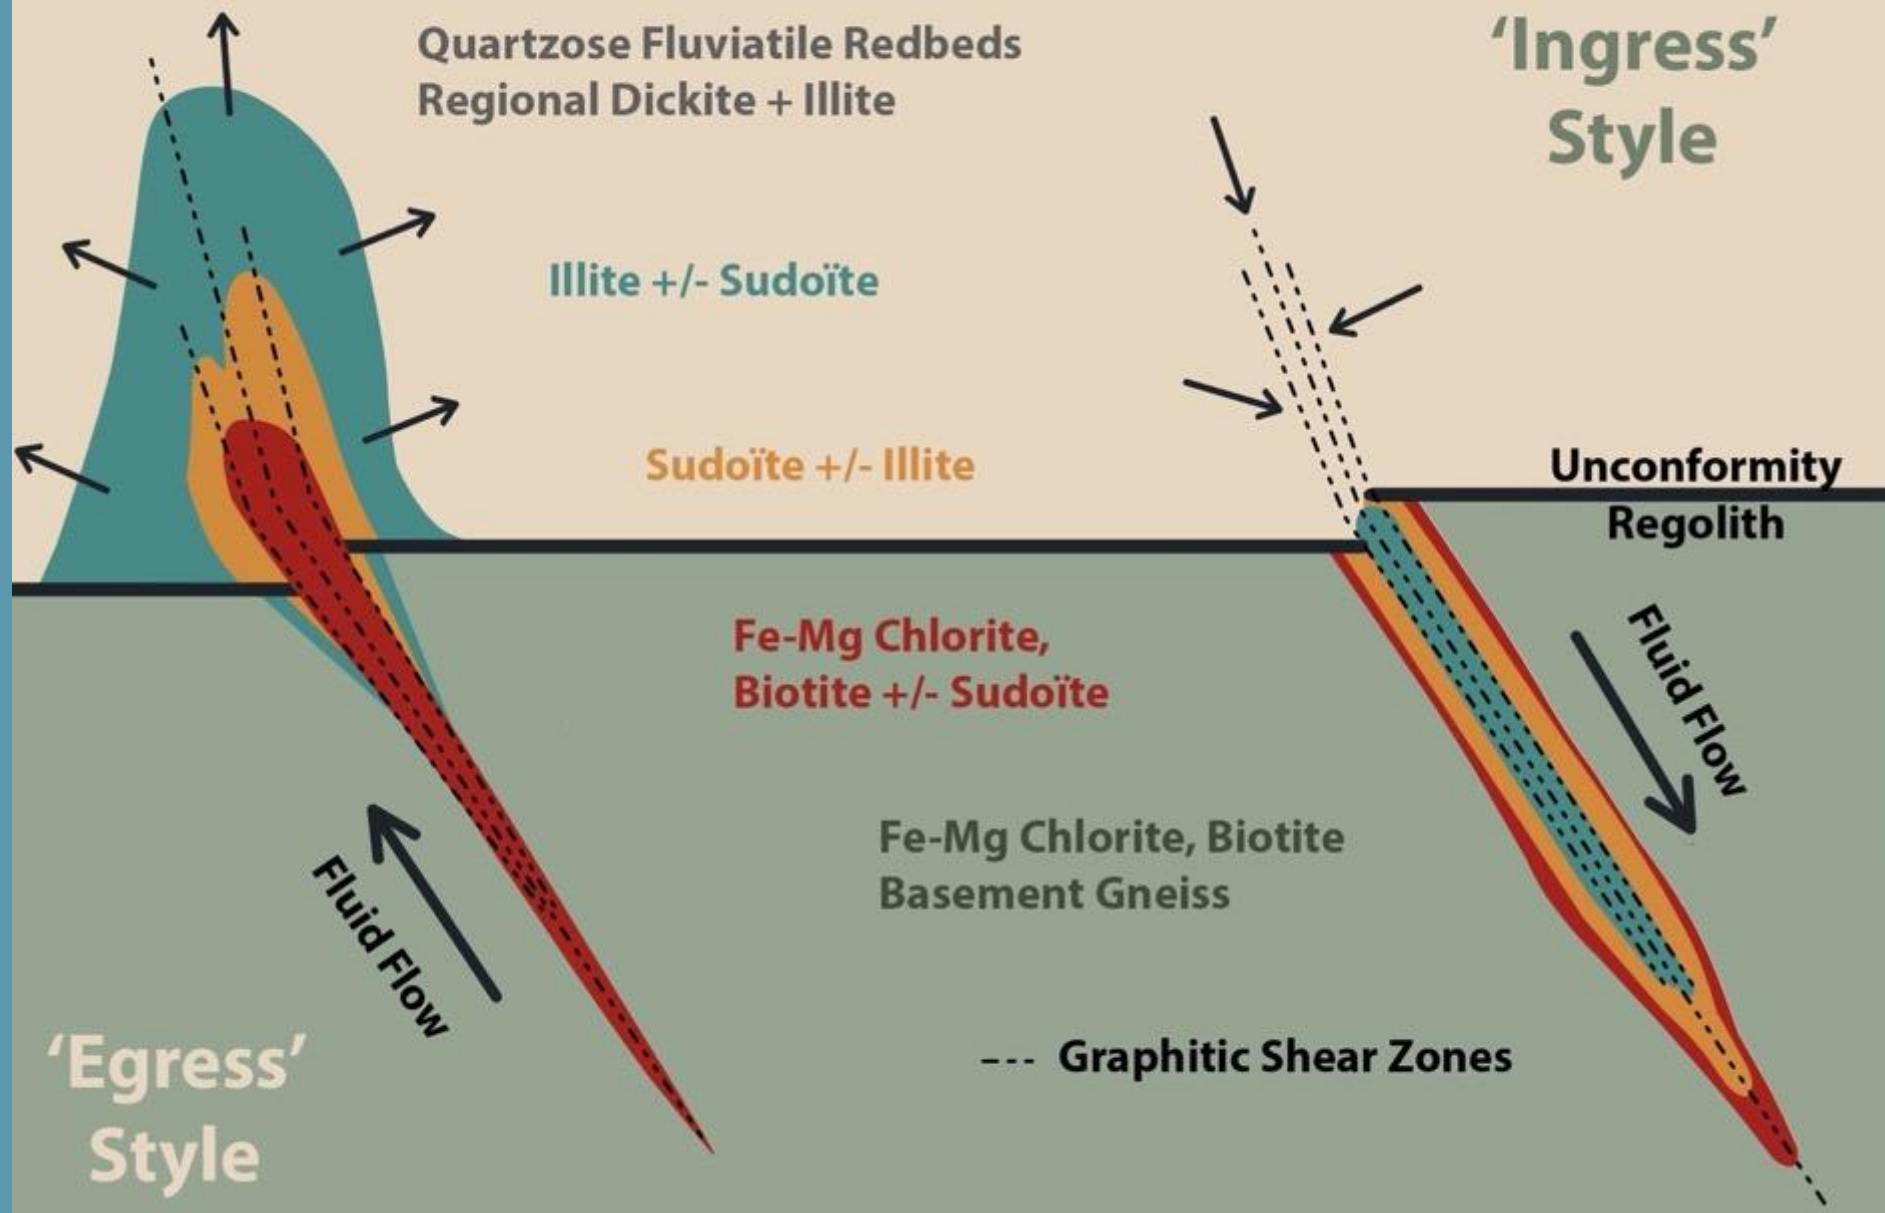 Quartzose Fluviatile Redbeds
Regional Dickite + Illite
‘Ingress’
Style
Illite +/- Sudoïte
Sudoïte +/- Illite
Unconformity
Regolith
Fe-Mg Chlorite,
Biotite +/- Sudoïte
Fluid Flow
Fe-Mg Chlorite, Biotite
Basement Gneiss
Fluid Flow
‘Egress’
Style
--- Graphitic Shear Zones